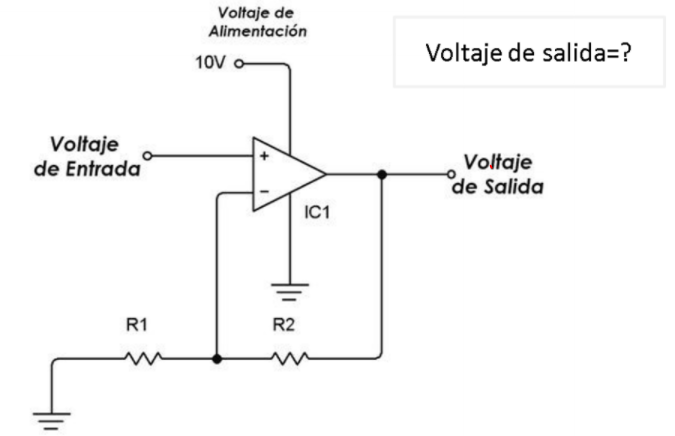 Voltaje de
Alimentación
Voltaje de salida=?
10V
Voltaje
de Entrada
+
−
Voltaje
de Salida
IC1
R1
R2